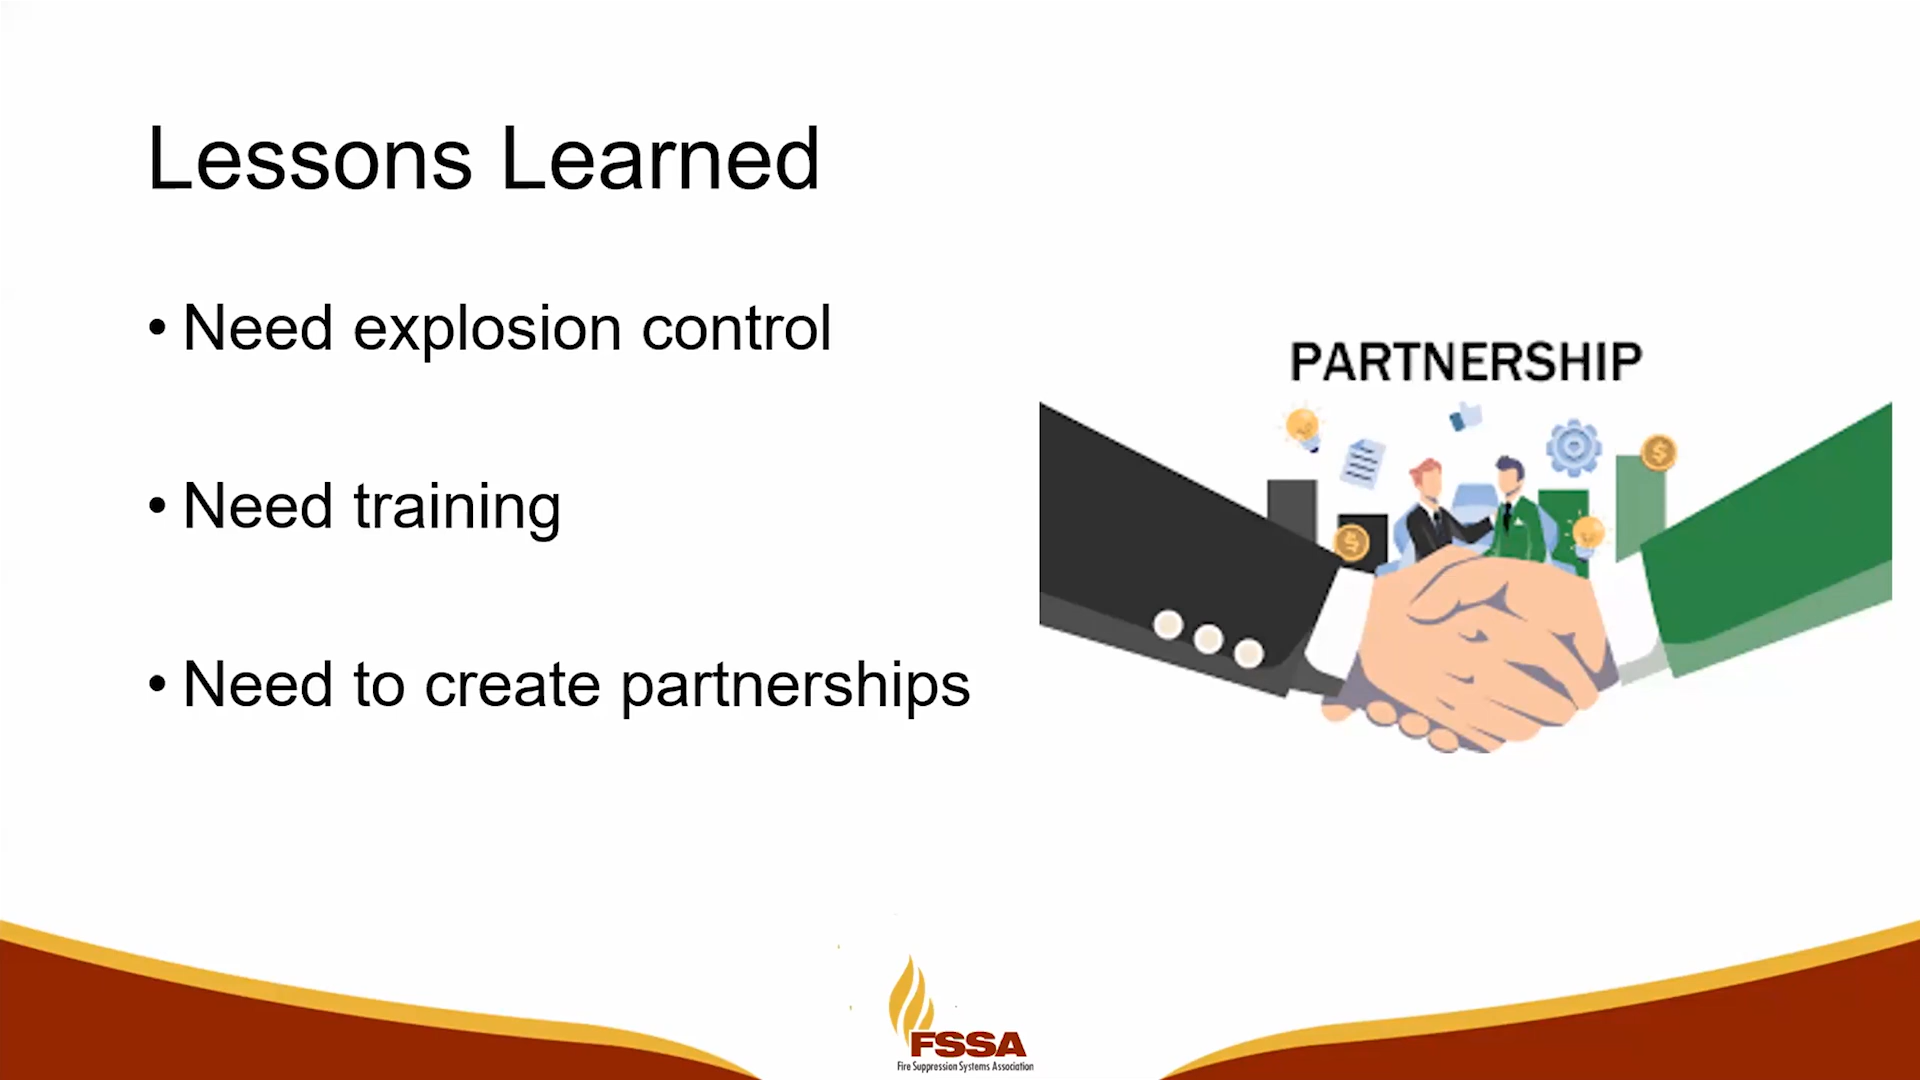 Lessons Learned
• Need explosion control
• Need training
• Need to create partnerships
PARTNERSHIP
$
$
FSSA
Fire Suppression Systems Association